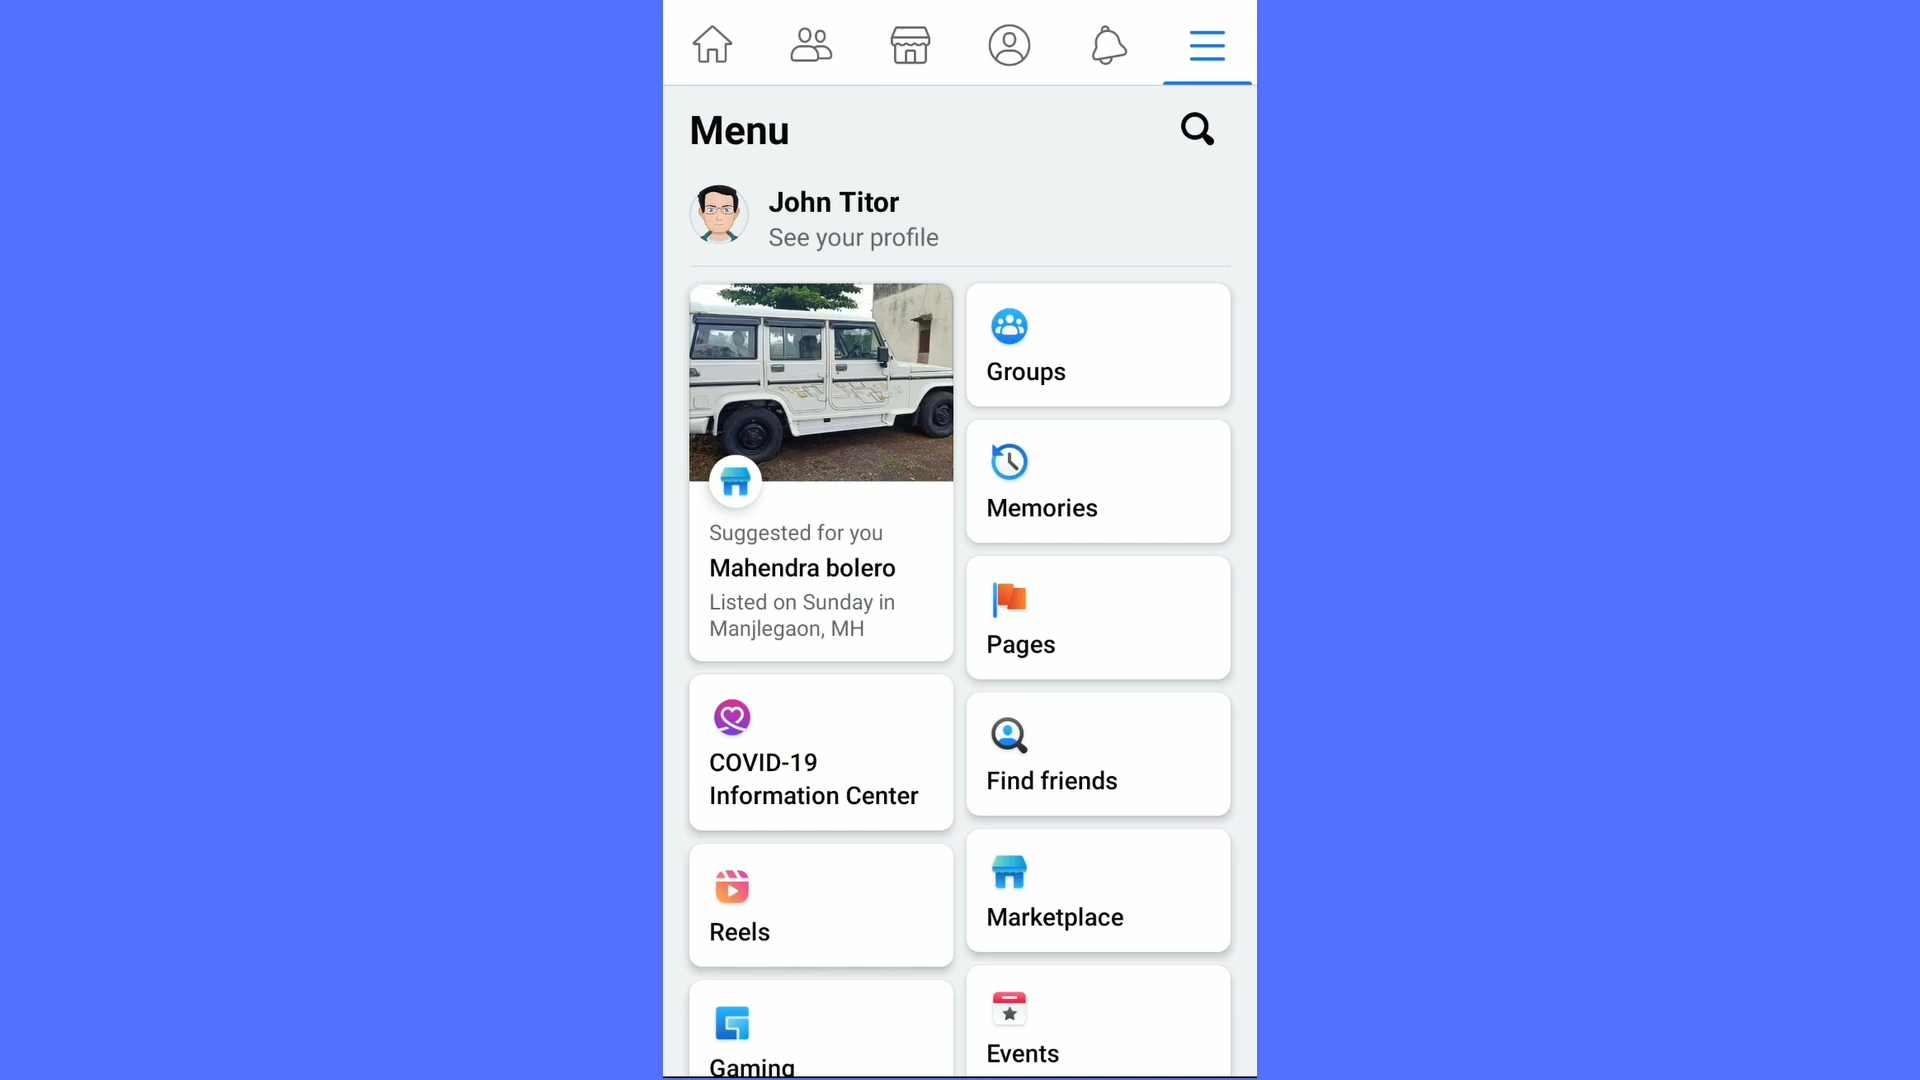 Menu
John Titor
See your profile
Suggested for you
Mahendra bolero
Listed on Sunday in
Manjlegaon, MH
COVID-19
Information Center
Reels
Gaming
Groups
Memories
Pages
Find friends
Marketplace
Events